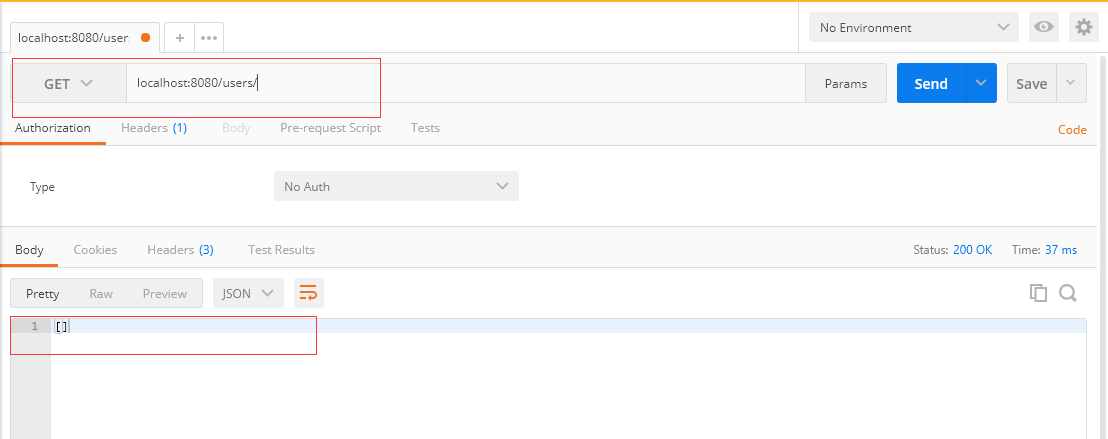 localhost:8080/user
+
•••
No Environment
GET
localhost:8080/users/
Params
Send
Save
Authorization
Headers (1)
Body
Pre-request Script
Tests
Code
Type
No Auth
Body
Cookies
Headers (3)
Test Results
Status: 200 OK
Time: 37 ms
Pretty
Raw
Preview
JSON
1
[]